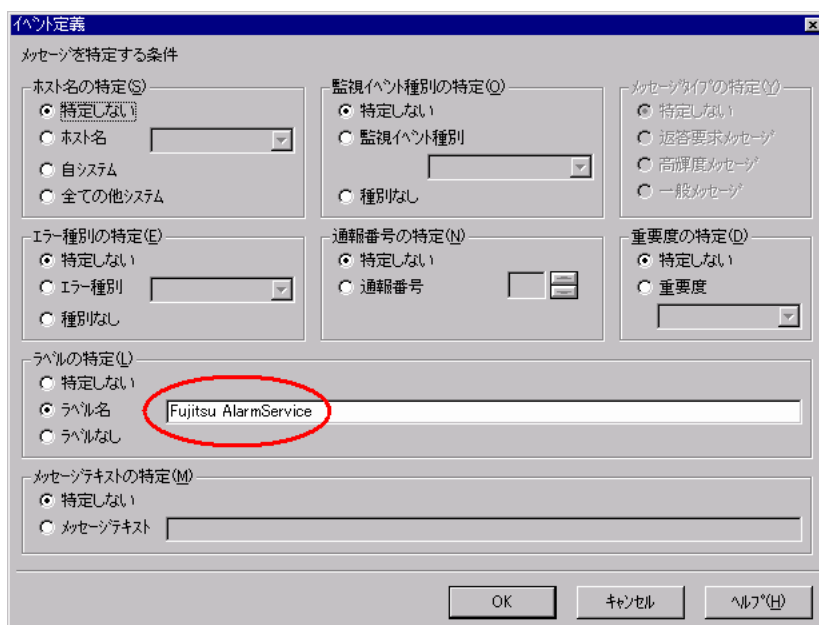 イベント定義
メッセージを特定する条件
ホスト名の特定(S)
特定しない
ホスト名
自システム
全ての他システム
監視イベント種別の特定(O)
特定しない
監視イベント種別
種別なし
メッセージタイプの特定(Y)
特定しない
返答要求メッセージ
高輝度メッセージ
一般メッセージ
エラー種別の特定(E)
特定しない
エラー種別
種別なし
通報番号の特定(N)
特定しない
通報番号
重要度の特定(D)
特定しない
重要度
ラベルの特定(L)
特定しない
ラベル名 Fujitsu AlarmService
ラベルなし
メッセージテキストの特定(M)
特定しない
メッセージテキスト
OK キャンセル ヘルプ(H)